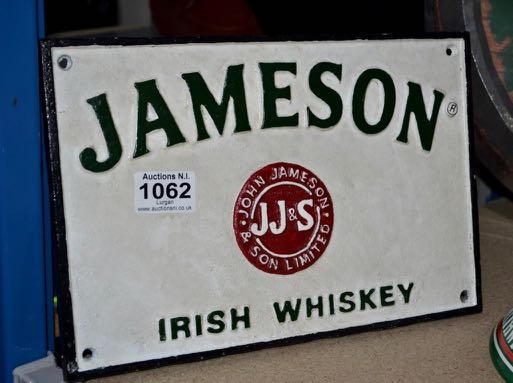 JAMESON®
Auctions N.I.
1062
Lurgan
www.auctionsni.co.uk
·JOHN JAMESON·
JJ&S
& SON LIMITED
IRISH WHISKEY